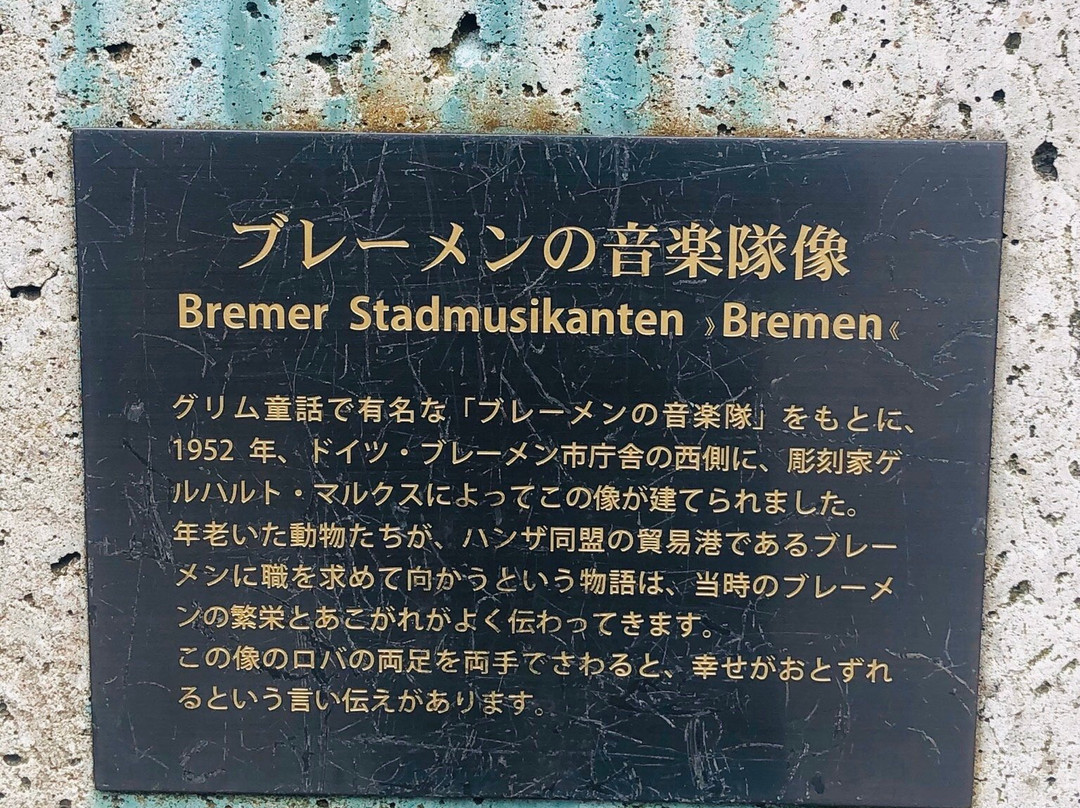 ブレーメンの音楽隊像
Bremer Stadmusikanten 》Bremen《
グリム童話で有名な「ブレーメンの音楽隊」をもとに、
1952 年、ドイツ・ブレーメン市庁舎の西側に、彫刻家ゲ
ルハルト・マルクスによってこの像が建てられました。
年老いた動物たちが、ハンザ同盟の貿易港であるブレー
メンに職を求めて向かうという物語は、当時のブレーメ
ンの繁栄とあこがれがよく伝わってきます。
この像のロバの両足を両手でさわると、幸せがおとずれ
るという言い伝えがあります。